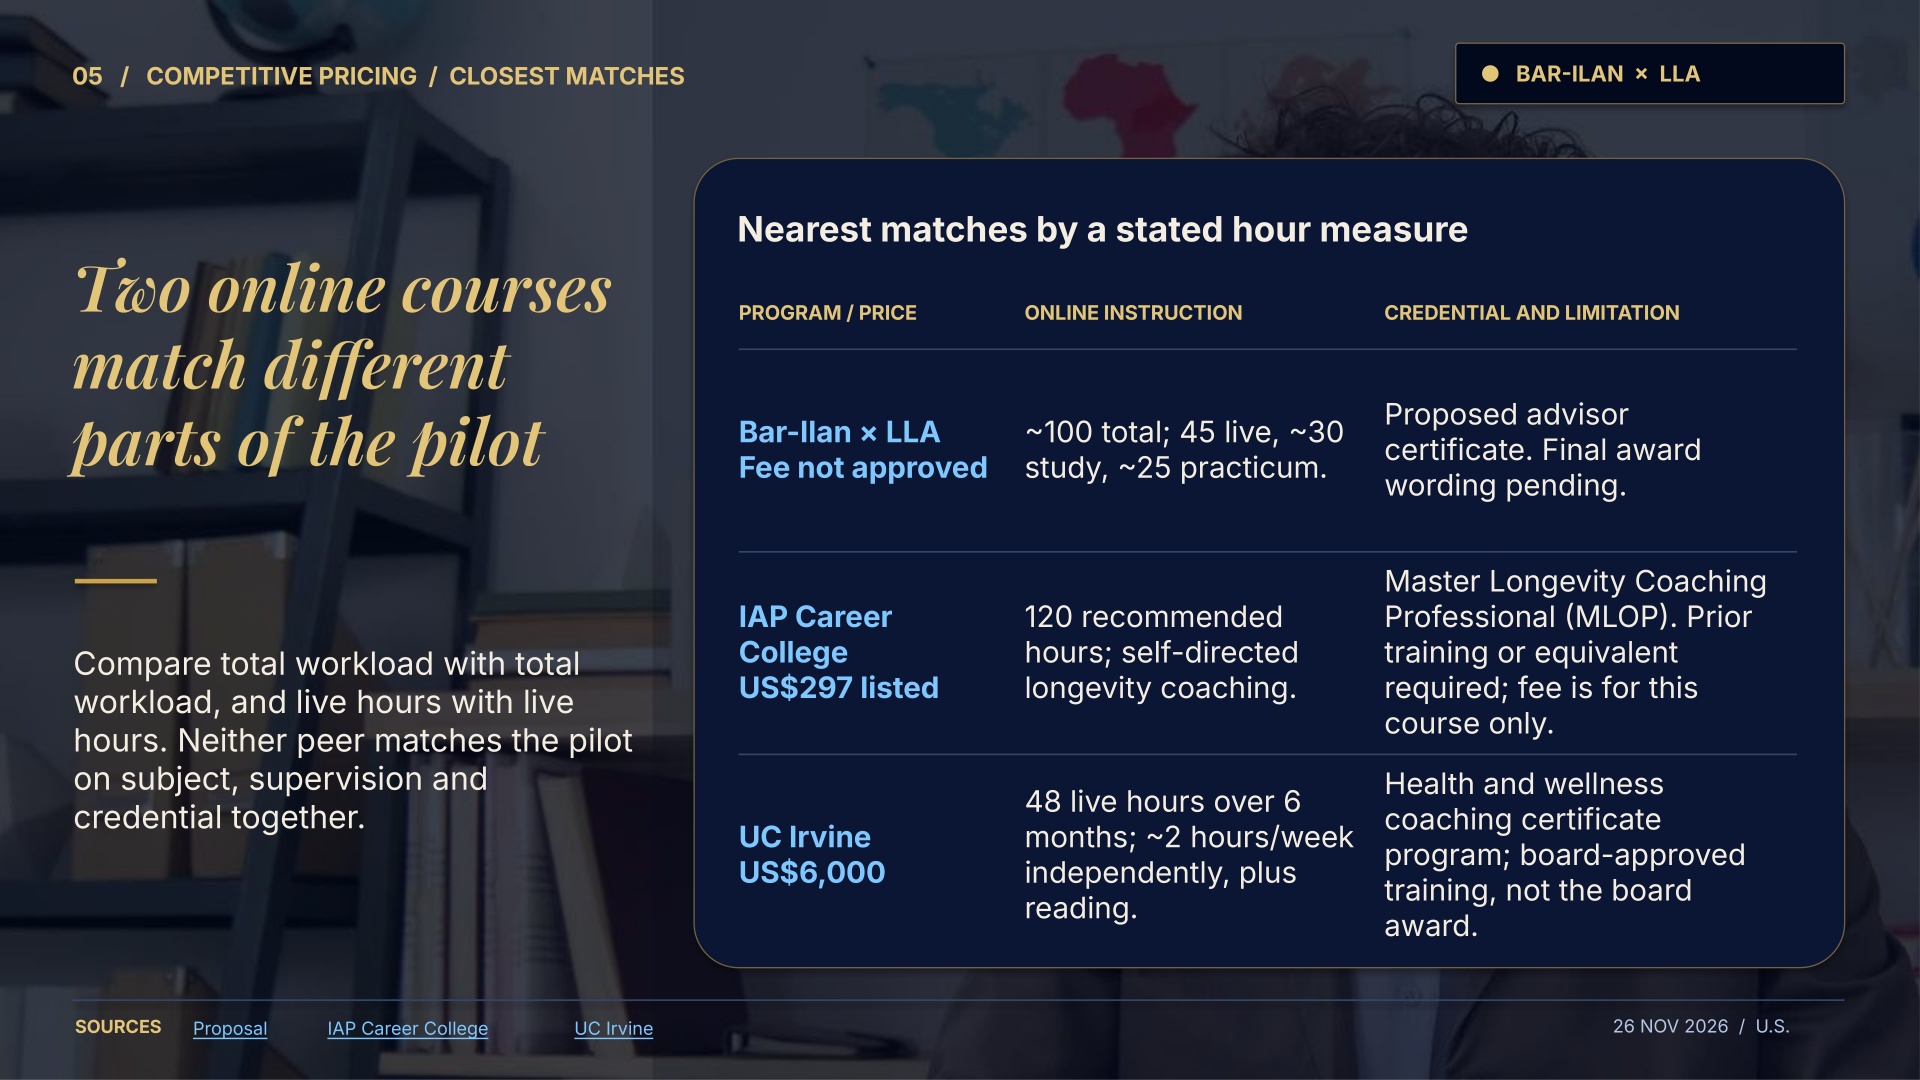 05 / COMPETITIVE PRICING / CLOSEST MATCHES
BAR-ILAN × LLA
Two online courses
match different
parts of the pilot
Compare total workload with total
workload, and live hours with live
hours. Neither peer matches the pilot
on subject, supervision and
credential together.
Nearest matches by a stated hour measure
PROGRAM / PRICE
ONLINE INSTRUCTION
CREDENTIAL AND LIMITATION
Bar-Ilan × LLA
Fee not approved
~100 total; 45 live, ~30
study, ~25 practicum.
Proposed advisor
certificate. Final award
wording pending.
IAP Career
College
US$297 listed
120 recommended
hours; self-directed
longevity coaching.
Master Longevity Coaching
Professional (MLOP). Prior
training or equivalent
required; fee is for this
course only.
UC Irvine
US$6,000
48 live hours over 6
months; ~2 hours/week
independently, plus
reading.
Health and wellness
coaching certificate
program; board-approved
training, not the board
award.
SOURCES
Proposal
IAP Career College
UC Irvine
26 NOV 2026 / U.S.